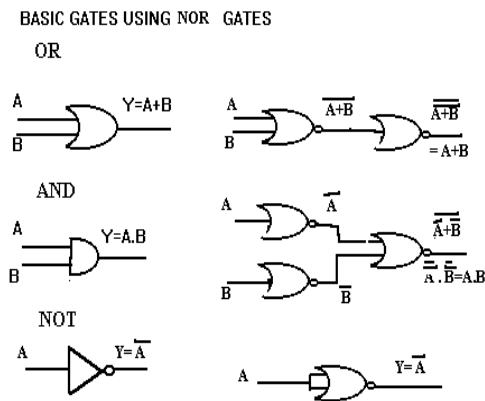 BASIC GATES USING NOR GATES
OR
A
B
Y=A+B
A
B
A̅+̅B̅
A̿+̿B̿
=A+B
AND
A
B
Y=A.B
A
B
A̅
B̅
A̅̅+̅B̅̅
A̿.B̿=A.B
NOT
A
Y=A̅
A
Y=A̅